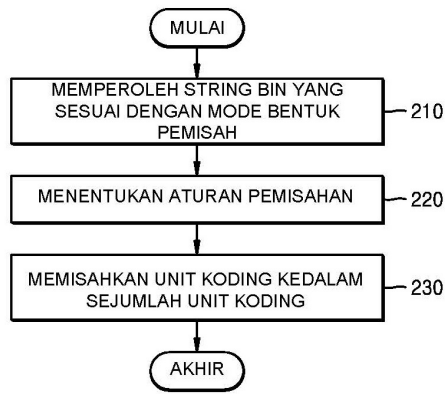 MULAI
MEMPEROLEH STRING BIN YANG
SESUAI DENGAN MODE BENTUK
PEMISAH
210
MENENTUKAN ATURAN PEMISAHAN
220
MEMISAHKAN UNIT KODING KEDALAM
SEJUMLAH UNIT KODING
230
AKHIR